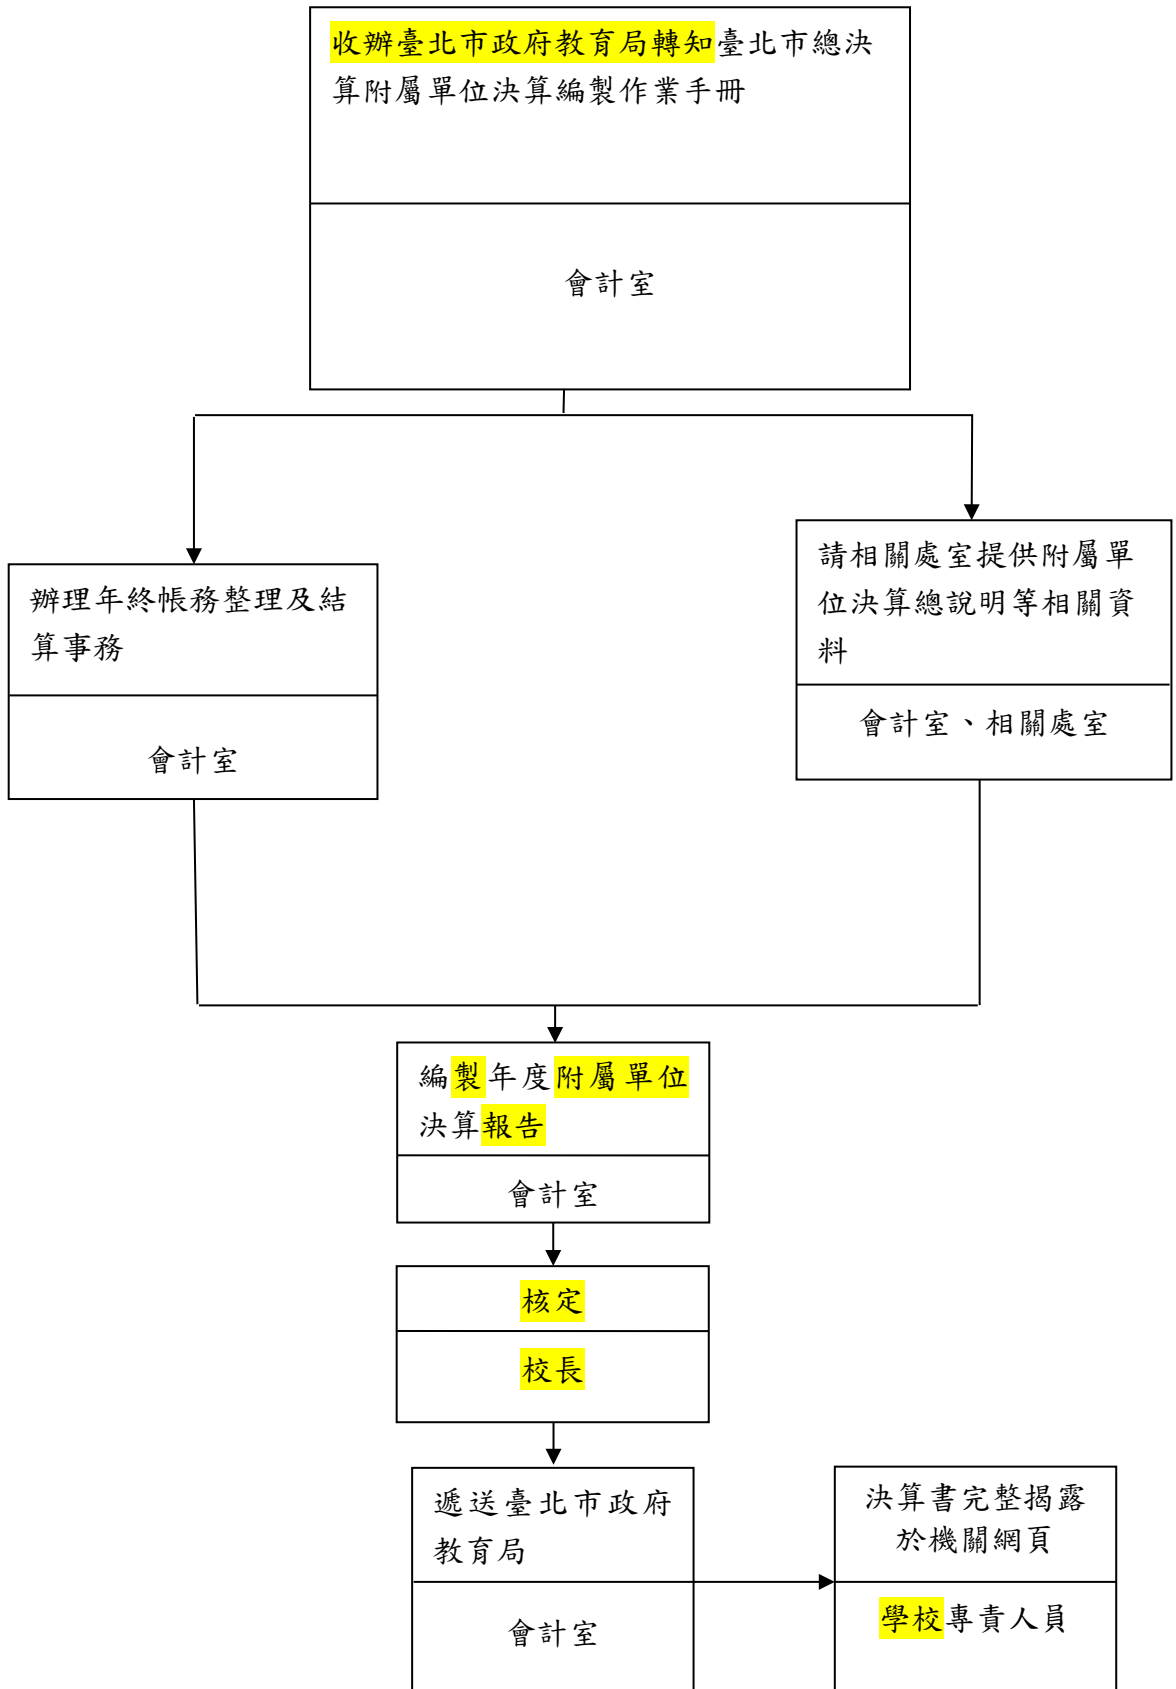 收辦臺北市政府教育局轉知臺北市總決
算附屬單位決算編製作業手冊
會計室
辦理年終帳務整理及結
算事務
會計室
請相關處室提供附屬單
位決算總說明等相關資
料
會計室、相關處室
編製年度附屬單位
決算報告
會計室
核定
校長
遞送臺北市政府
教育局
會計室
決算書完整揭露
於機關網頁
學校專責人員